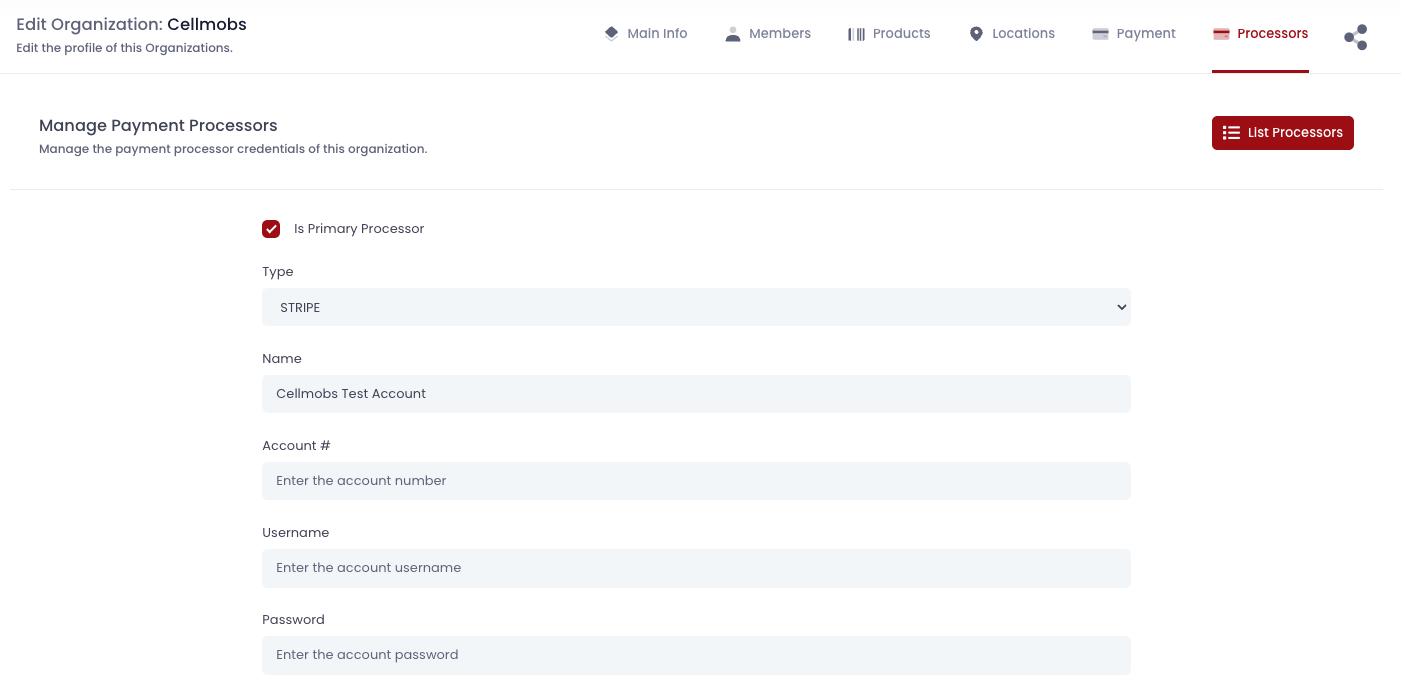 Edit Organization: Cellmobs
Edit the profile of this Organizations.
Main Info
Members
Products
Locations
Payment
Processors
Manage Payment Processors
Manage the payment processor credentials of this organization.
List Processors
Is Primary Processor
Type
STRIPE
Name
Cellmobs Test Account
Account #
Enter the account number
Username
Enter the account username
Password
Enter the account password